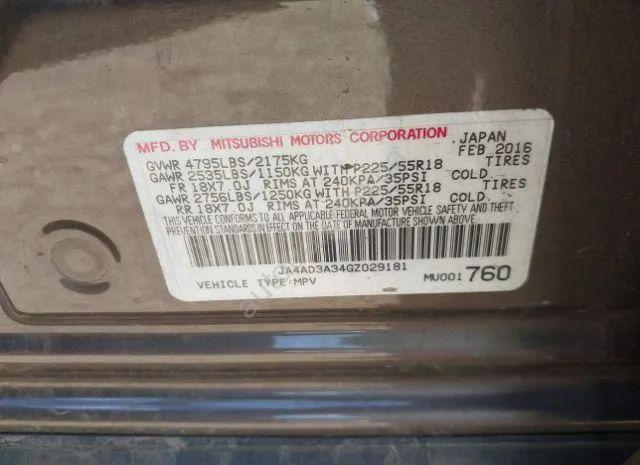 MFD. BY MITSUBISHI MOTORS CORPORATION JAPAN
GVWR 4795LBS/2175KG FEB 2016
GAWR 2535LBS/1150KG WITH P225/55R18 TIRES
FR 18X7.0J RIMS AT 240KPA/35PSI COLD.
GAWR 2756LBS/1250KG WITH P225/55R18 TIRES
RR 18X7.0J RIMS AT 240KPA/35PSI COLD.
THIS VEHICLE CONFORMS TO ALL APPLICABLE FEDERAL MOTOR VEHICLE SAFETY AND THEFT
PREVENTION STANDARDS IN EFFECT ON THE DATE OF MANUFACTURE SHOWN ABOVE.
JA4AD3A34GZ029181
VEHICLE TYPE:MPV MU001 760